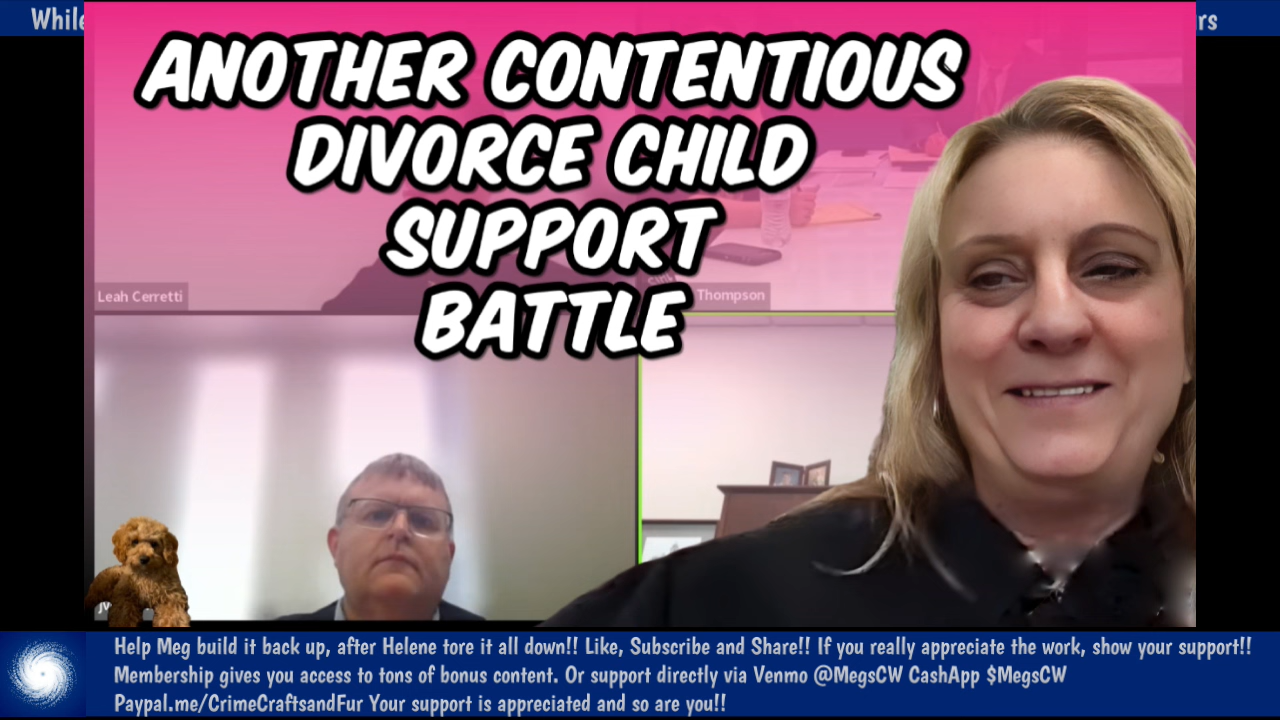 While
rs
ANOTHER CONTENTIOUS
DIVORCE CHILD
SUPPORT
BATTLE
Leah Cerretti
Thompson
JV
Help Meg build it back up, after Helene tore it all down!! Like, Subscribe and Share!! If you really appreciate the work, show your support!!
Membership gives you access to tons of bonus content. Or support directly via Venmo @MegsCW CashApp $MegsCW
Paypal.me/CrimeCraftsandFur Your support is appreciated and so are you!!